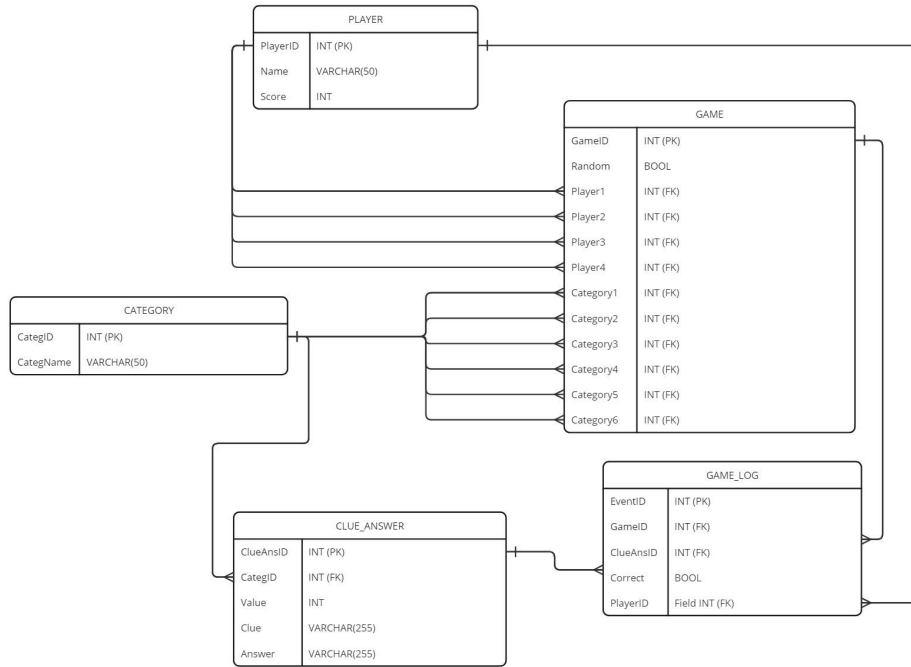 PLAYER
PlayerID INT (PK)
Name VARCHAR(50)
Score INT
GAME
GameID INT (PK)
Random BOOL
Player1 INT (FK)
Player2 INT (FK)
Player3 INT (FK)
Player4 INT (FK)
Category1 INT (FK)
Category2 INT (FK)
Category3 INT (FK)
Category4 INT (FK)
Category5 INT (FK)
Category6 INT (FK)
CATEGORY
CategID INT (PK)
CategName VARCHAR(50)
GAME_LOG
EventID INT (PK)
GameID INT (FK)
ClueAnsID INT (FK)
Correct BOOL
PlayerID Field INT (FK)
CLUE_ANSWER
ClueAnsID INT (PK)
CategID INT (FK)
Value INT
Clue VARCHAR(255)
Answer VARCHAR(255)